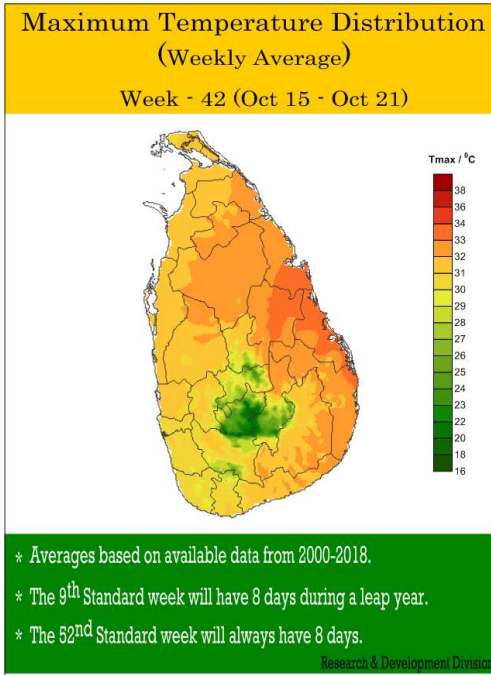 Maximum Temperature Distribution
(Weekly Average)
Week - 42 (Oct 15 - Oct 21)
Tmax / ⁰C
38
36
35
34
33
32
31
30
29
28
27
26
25
24
23
22
20
18
16
* Averages based on available data from 2000-2018.
* The 9th Standard week will have 8 days during a leap year.
* The 52nd Standard week will always have 8 days.
Research & Development Division